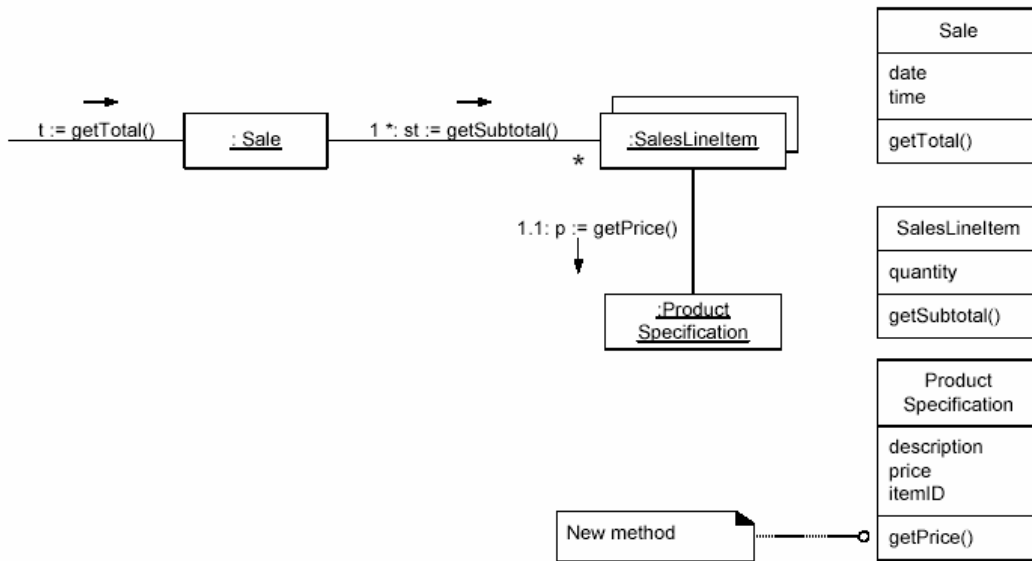 t := getTotal()
: Sale
1 *: st := getSubtotal()
:SalesLineItem
*
1.1: p := getPrice()
:Product
Specification
New method
Sale
date
time
getTotal()
SalesLineItem
quantity
getSubtotal()
Product
Specification
description
price
itemID
getPrice()